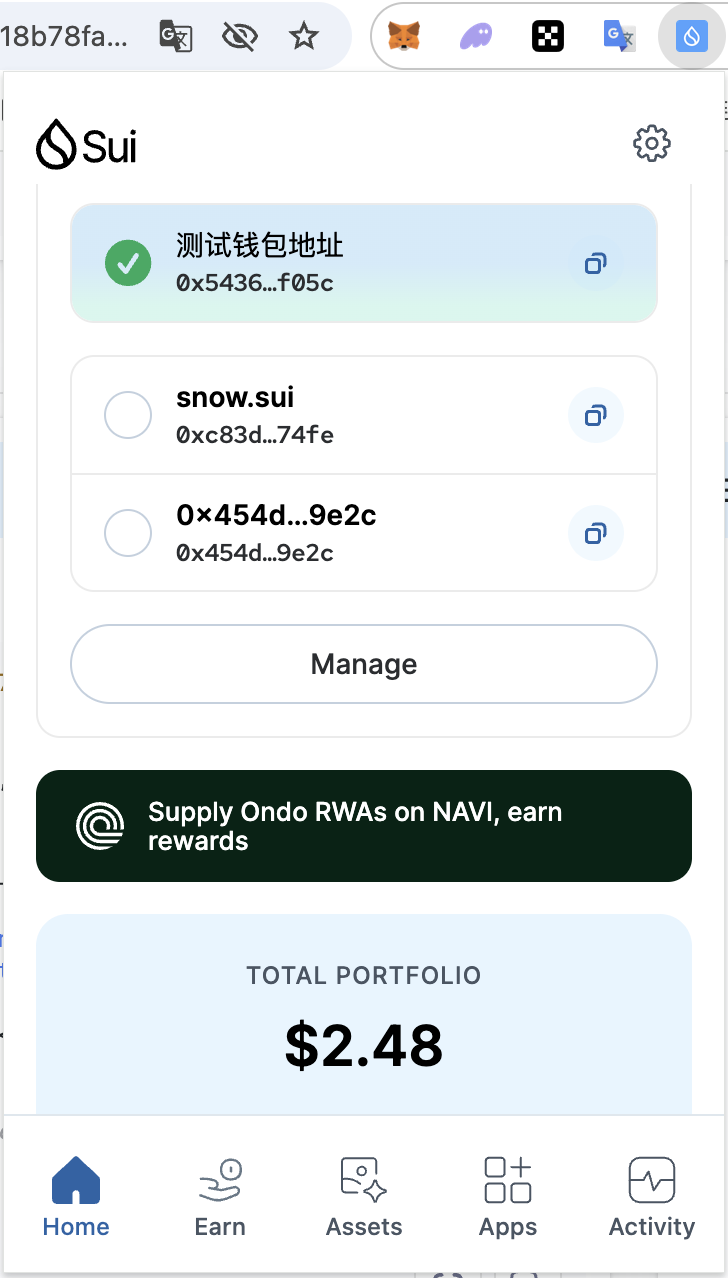 18b78fa...
Sui
测试钱包地址
0x5436…f05c
snow.sui
0xc83d…74fe
0×454d…9e2c
0x454d…9e2c
Manage
Supply Ondo RWAs on NAVI, earn
rewards
TOTAL PORTFOLIO
$2.48
Home
Earn
Assets
Apps
Activity